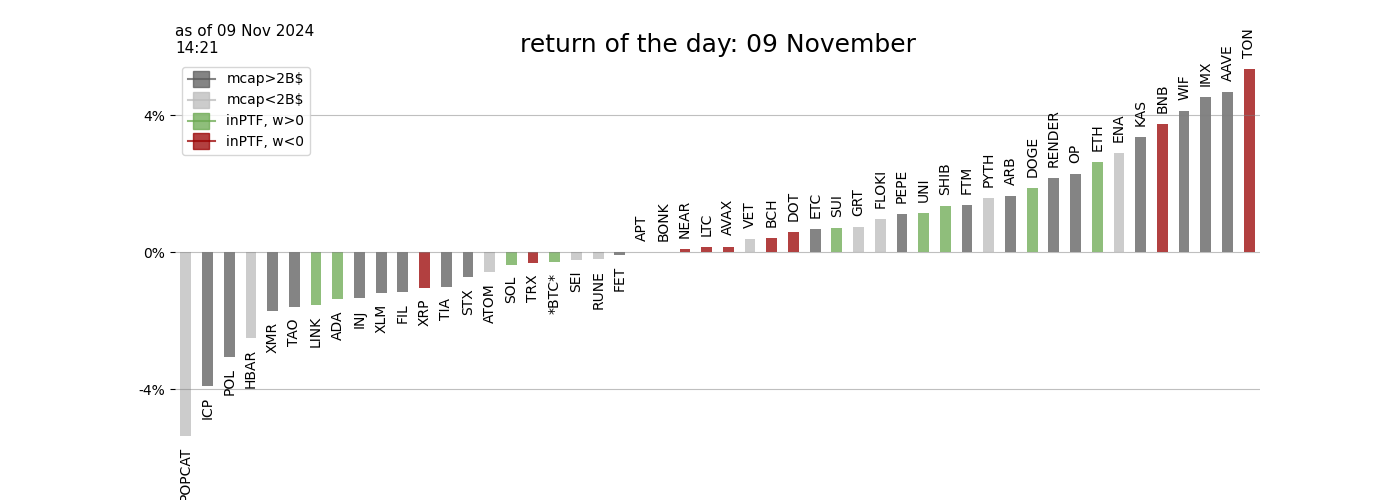 as of 09 Nov 2024
14:21
return of the day: 09 November
mcap>2B$
mcap<2B$
inPTF, w>0
inPTF, w<0
4%
0%
-4%
POPCAT
ICP
POL
HBAR
XMR
TAO
LINK
ADA
INJ
XLM
FIL
XRP
TIA
STX
ATOM
SOL
TRX
*BTC*
SEI
RUNE
FET
APT
BONK
NEAR
LTC
AVAX
VET
BCH
DOT
ETC
SUI
GRT
FLOKI
PEPE
UNI
SHIB
FTM
PYTH
ARB
DOGE
RENDER
OP
ETH
ENA
KAS
BNB
WIF
IMX
AAVE
TON